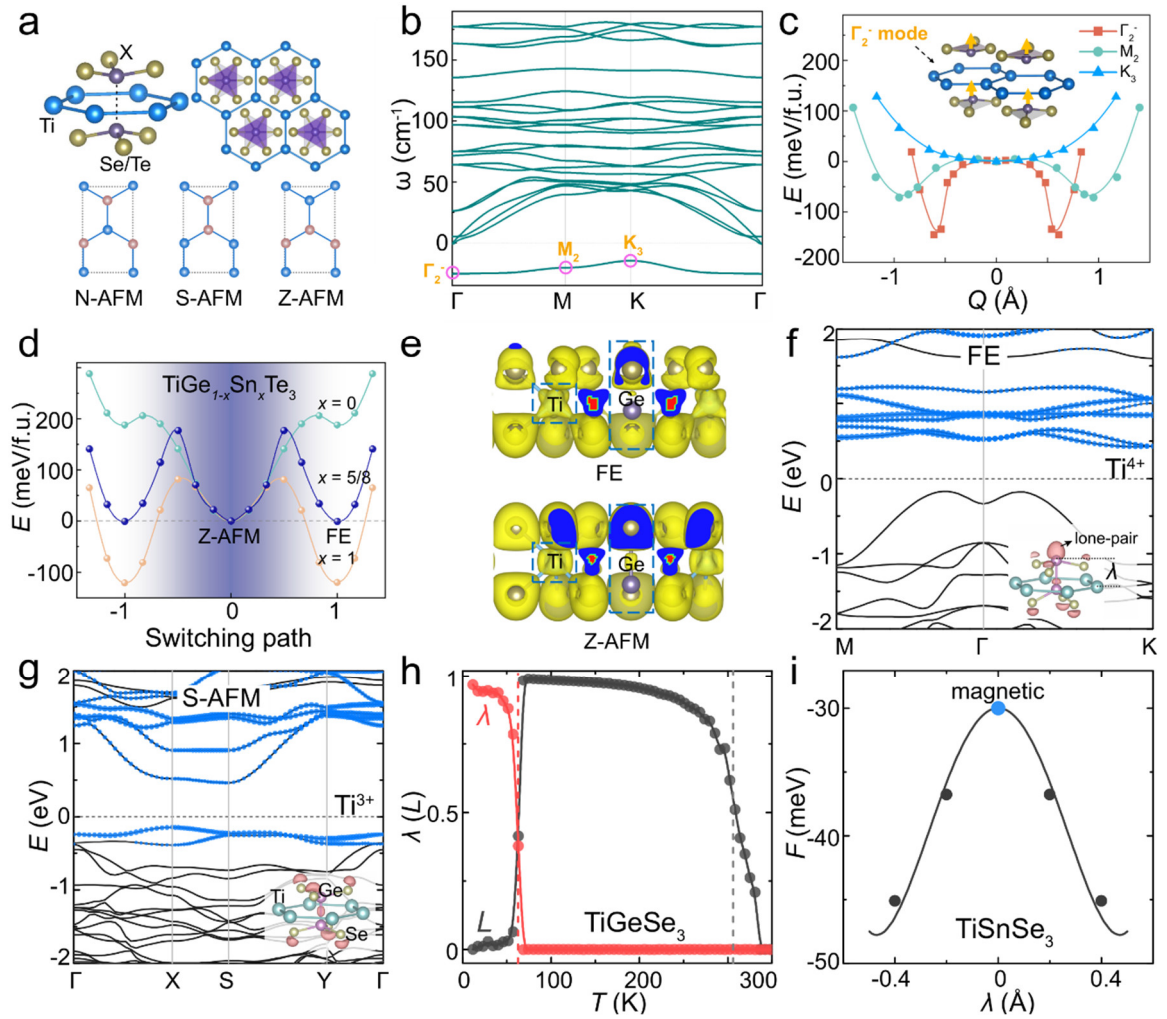 a
X
Ti
Se/Te
N-AFM S-AFM Z-AFM
b
ω (cm⁻¹)
150
100
50
0
Γ₂⁻
M₂
K₃
Γ M K Γ
c
Γ₂⁻ mode
Γ₂⁻
M₂
K₃
E (meV/f.u.)
200
100
0
-100
-200
-1 0 1
Q (Å)
d
TiGe₁₋ₓSnₓTe₃
x = 0
x = 5/8
x = 1
Z-AFM
FE
E (meV/f.u.)
200
100
0
-100
-1 0 1
Switching path
e
Ti
Ge
FE
Ti
Ge
Z-AFM
f
FE
Ti⁴⁺
lone-pair
λ
E (eV)
2
1
0
-1
-2
M Γ K
g
S-AFM
Ti³⁺
Ti
Ge
Se
E (eV)
2
1
0
-1
-2
Γ X S Y Γ
h
λ
L
TiGeSe₃
λ (L)
1
0.5
0
0 100 200 300
T (K)
i
magnetic
TiSnSe₃
F (meV)
-30
-40
-50
-0.4 0 0.4
λ (Å)